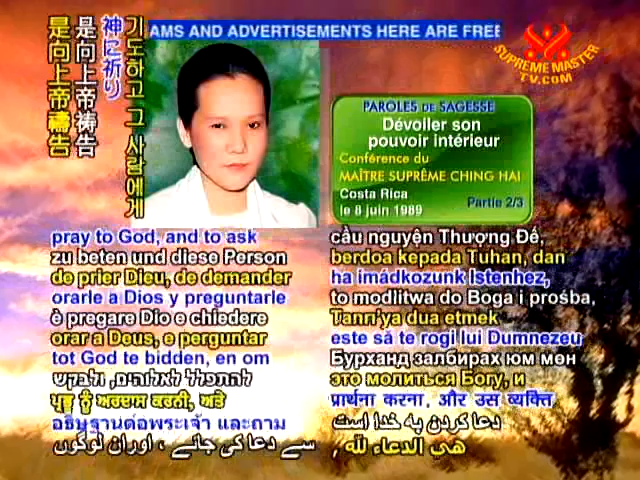 AMS AND ADVERTISEMENTS HERE ARE FREE
SUPREME MASTER
TV.COM
是向上帝禱告
是向上帝祷告
神に祈り
기도하고 그 사람에게
PAROLES DE SAGESSE
Dévoiler son
pouvoir intérieur
Conférence du
MAÎTRE SUPRÊME CHING HAI
Costa Rica
le 8 juin 1989
Partie 2/3
pray to God, and to ask
zu beten und diese Person
de prier Dieu, de demander
orarle a Dios y preguntarle
è pregare Dio e chiedere
orar a Deus, e perguntar
tot God te bidden, en om
להתפלל לאלוהים, ולבקש
ਪ੍ਰਭੂ ਨੂੰ ਅਰਦਾਸ ਕਰਨੀ, ਅਤੇ
อธิษฐานต่อพระเจ้า และถาม
سے دعا کی جائے ، اوران لوگوں
cầu nguyện Thượng Đế,
berdoa kepada Tuhan, dan
ha imádkozunk Istenhez,
to modlitwa do Boga i prośba,
Tanrı'ya dua etmek
este să te rogi lui Dumnezeu
Бурханд залбирах юм мөн
это молиться Богу, и
प्रार्थना करना, और उस व्यक्ति
دعا کردن به خدا است
هي الدعاء لله ,